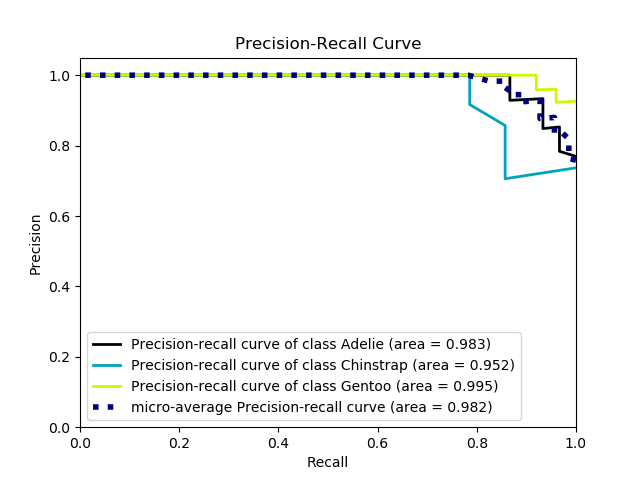 Precision-Recall Curve
1.0
0.8
0.6
0.4
0.2
0.0
Precision
Precision-recall curve of class Adelie (area = 0.983)
Precision-recall curve of class Chinstrap (area = 0.952)
Precision-recall curve of class Gentoo (area = 0.995)
micro-average Precision-recall curve (area = 0.982)
0.0 0.2 0.4 0.6 0.8 1.0
Recall